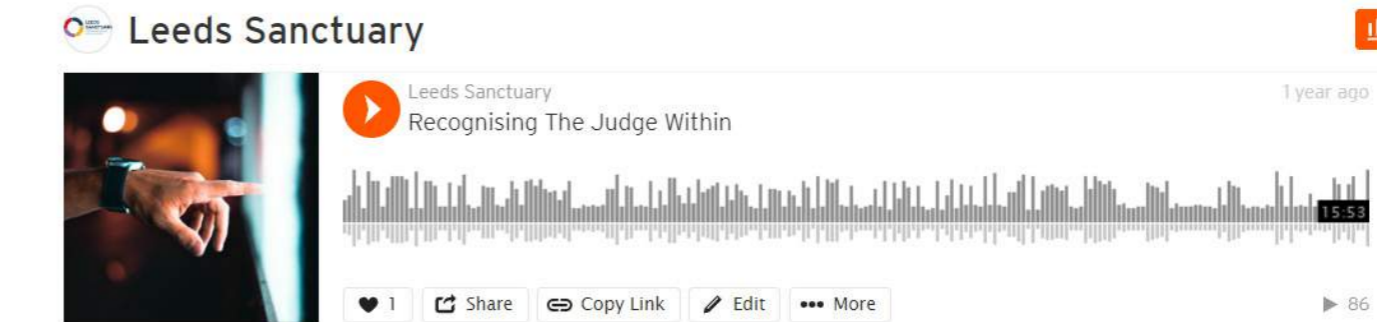 Leeds Sanctuary
Leeds Sanctuary
1 year ago
Recognising The Judge Within
15:53
1
Share
Copy Link
Edit
More
86